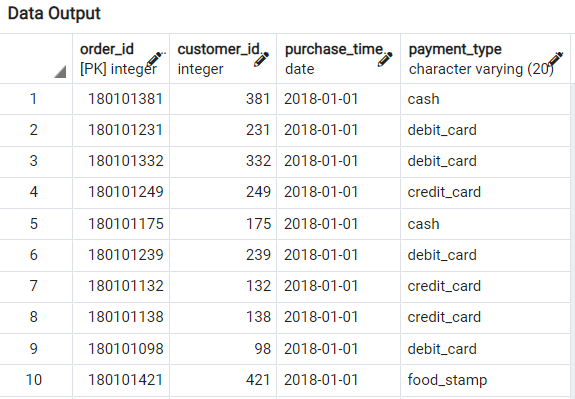 Data Output
order_id customer_id purchase_time payment_type
[PK] integer integer date character varying (20)
1 180101381 381 2018-01-01 cash
2 180101231 231 2018-01-01 debit_card
3 180101332 332 2018-01-01 debit_card
4 180101249 249 2018-01-01 credit_card
5 180101175 175 2018-01-01 cash
6 180101239 239 2018-01-01 debit_card
7 180101132 132 2018-01-01 credit_card
8 180101138 138 2018-01-01 credit_card
9 180101098 98 2018-01-01 debit_card
10 180101421 421 2018-01-01 food_stamp